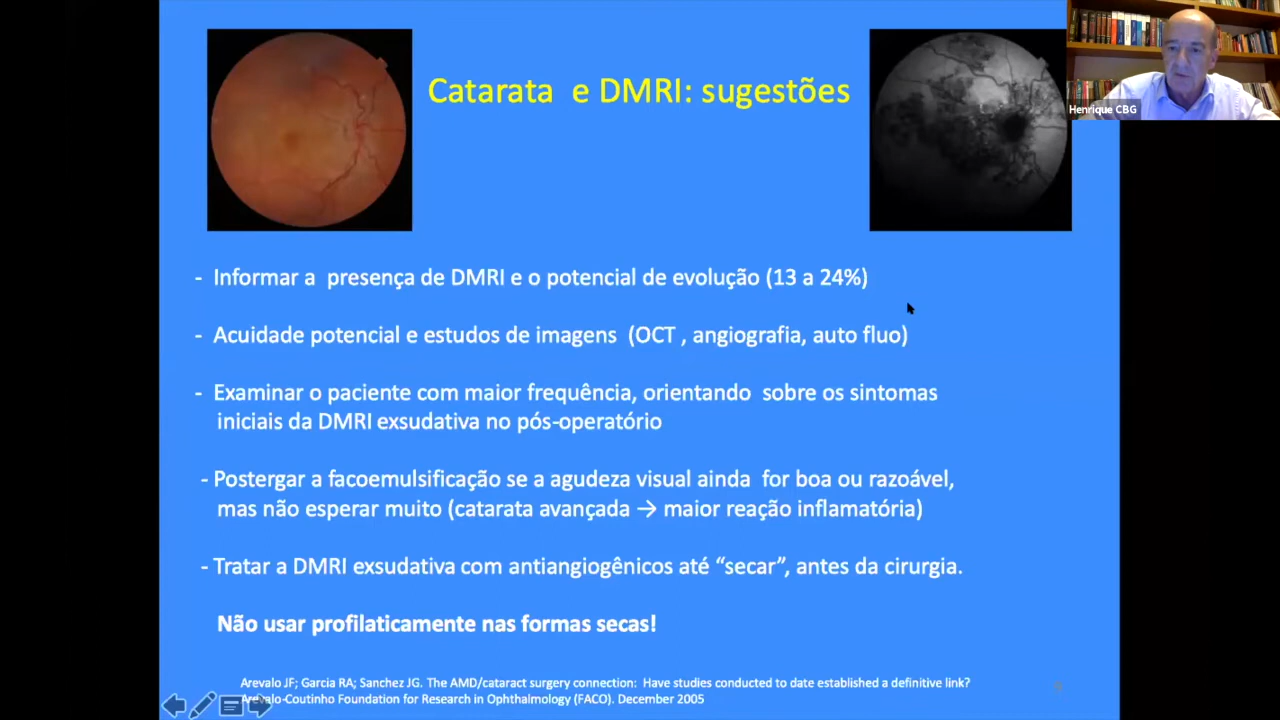 Catarata e DMRI: sugestões
Henrique CBG
- Informar a presença de DMRI e o potencial de evolução (13 a 24%)
- Acuidade potencial e estudos de imagens (OCT , angiografia, auto fluo)
- Examinar o paciente com maior frequência, orientando sobre os sintomas
iniciais da DMRI exsudativa no pós-operatório
- Postergar a facoemulsificação se a agudeza visual ainda for boa ou razoável,
mas não esperar muito (catarata avançada → maior reação inflamatória)
- Tratar a DMRI exsudativa com antiangiogênicos até “secar”, antes da cirurgia.
Não usar profilaticamente nas formas secas!
Arevalo JF; Garcia RA; Sanchez JG. The AMD/cataract surgery connection: Have studies conducted to date established a definitive link?
Arevalo-Coutinho Foundation for Research in Ophthalmology (FACO). December 2005